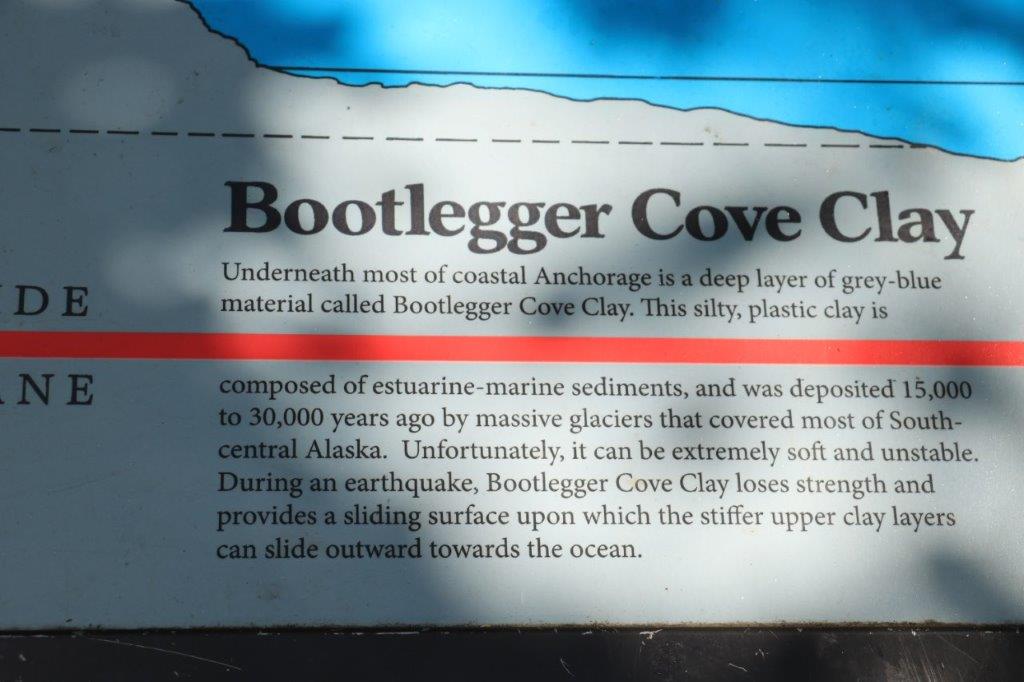 Bootlegger Cove Clay
Underneath most of coastal Anchorage is a deep layer of grey-blue
material called Bootlegger Cove Clay. This silty, plastic clay is
DE
NE
composed of estuarine-marine sediments, and was deposited 15,000
to 30,000 years ago by massive glaciers that covered most of South-
central Alaska.  Unfortunately, it can be extremely soft and unstable.
During an earthquake, Bootlegger Cove Clay loses strength and
provides a sliding surface upon which the stiffer upper clay layers
can slide outward towards the ocean.